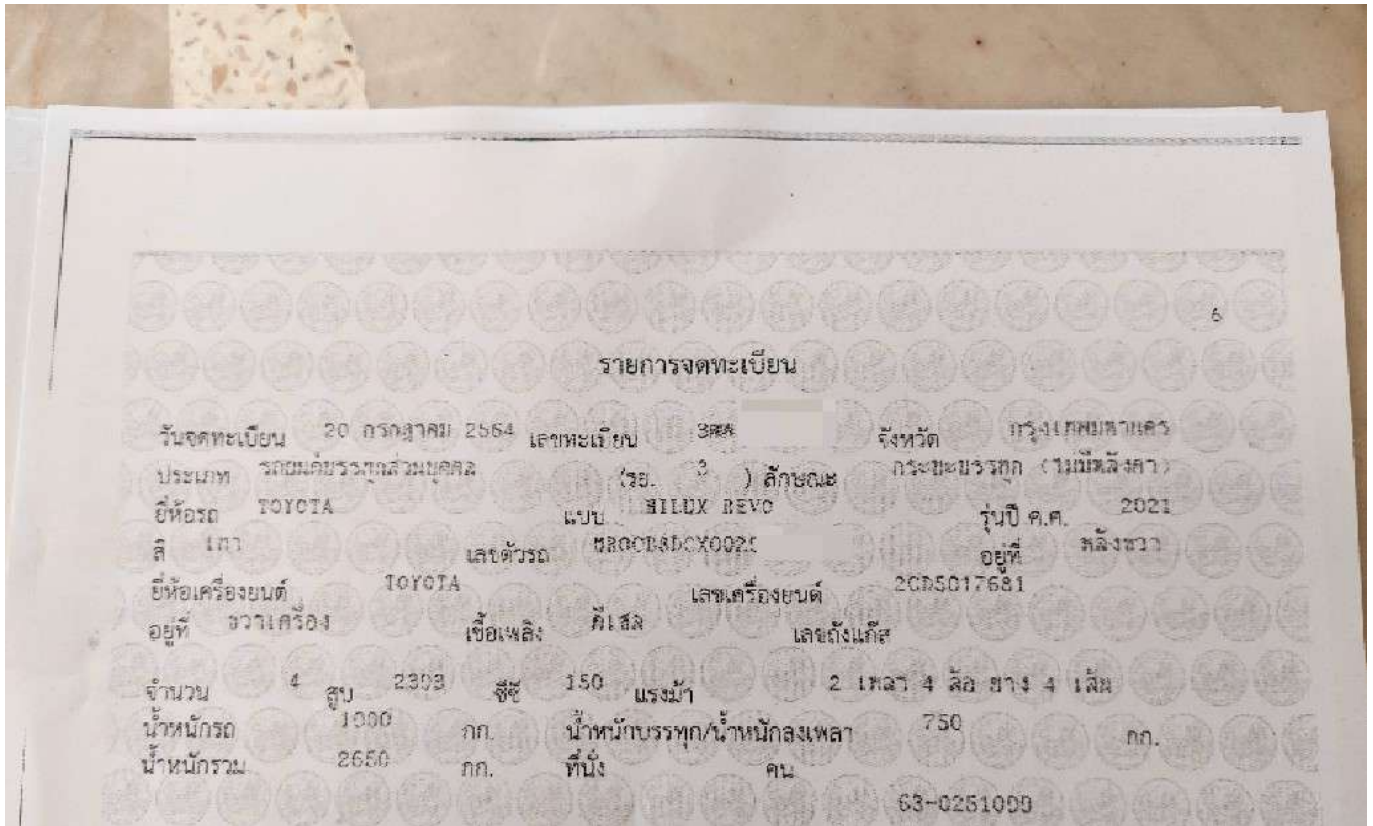 6
รายการจดทะเบียน
วันจดทะเบียน 20 กรกฎาคม 2564 เลขทะเบียน จังหวัด กรุงเทพมหานคร
ประเภท รถยนต์บรรทุกส่วนบุคคล (รย. 3 ) ลักษณะ กระบะบรรทุก (ไม่มีหลังคา)
ยี่ห้อรถ TOYOTA แบบ HILUX REVO รุ่นปี ค.ศ. 2021
สี เทา เลขตัวรถ อยู่ที่ หลังขวา
ยี่ห้อเครื่องยนต์ TOYOTA เลขเครื่องยนต์
อยู่ที่ ขวาเครื่อง เชื้อเพลิง ดีเซล เลขถังแก๊ส
จำนวน 4 สูบ 2393 ซีซี 150 แรงม้า 2 เพลา 4 ล้อ ยาง 4 เส้น
น้ำหนักรถ กก. น้ำหนักบรรทุก/น้ำหนักลงเพลา 750 กก.
น้ำหนักรวม 2650 กก. ที่นั่ง คน